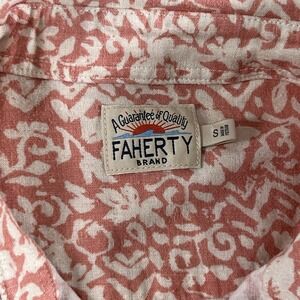 A Guarantee of Quality
FAHERTY
BRAND
S